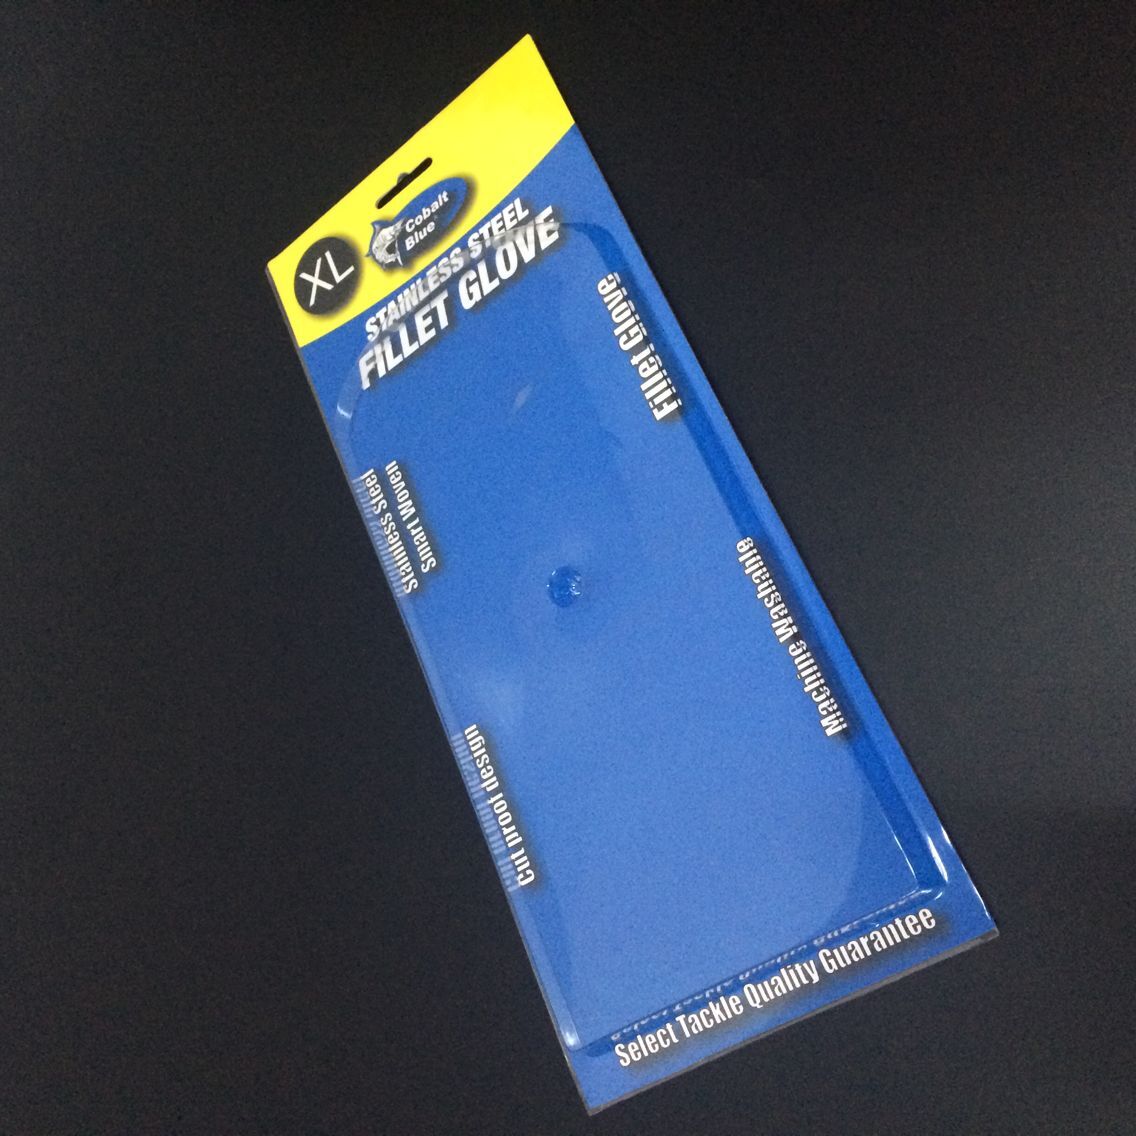 XL
Cobalt
Blue
STAINLESS STEEL
FILLET GLOVE
Fillet Glove
Smart Woven
Stainless Steel
Machine Washable
Cut proof design
Select Tackle Quality Guarantee